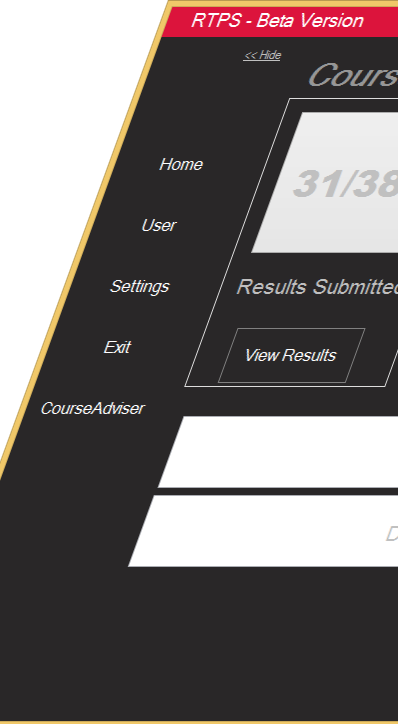 RTPS - Beta Version
<< Hide
Cours
Home
31/38
User
Settings
Results Submitted
Exit
View Results
CourseAdviser
D